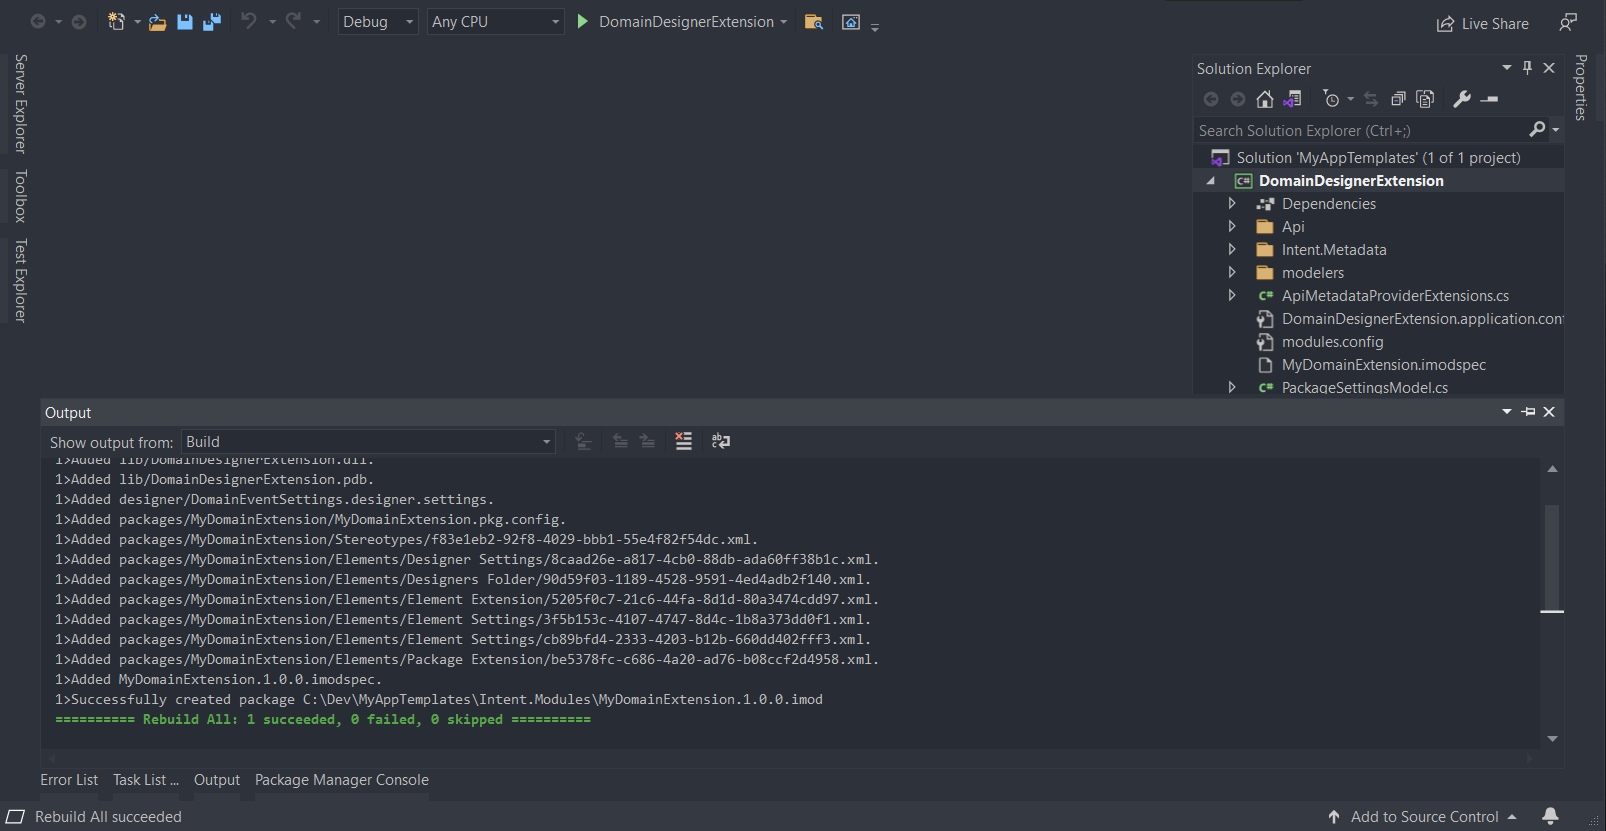 Debug
Any CPU
DomainDesignerExtension
Live Share
Server Explorer
Toolbox
Test Explorer
Solution Explorer
Properties
Search Solution Explorer (Ctrl+;)
Solution 'MyAppTemplates' (1 of 1 project)
DomainDesignerExtension
Dependencies
Api
Intent.Metadata
modelers
ApiMetadataProviderExtensions.cs
DomainDesignerExtension.application.con
modules.config
MyDomainExtension.imodspec
PackageSettingsModel.cs
Output
Show output from: Build
1>Added lib/DomainDesignerExtension.dll.
1>Added lib/DomainDesignerExtension.pdb.
1>Added designer/DomainEventSettings.designer.settings.
1>Added packages/MyDomainExtension/MyDomainExtension.pkg.config.
1>Added packages/MyDomainExtension/Stereotypes/f83e1eb2-92f8-4029-bbb1-55e4f82f54dc.xml.
1>Added packages/MyDomainExtension/Elements/Designer Settings/8caad26e-a817-4cb0-88db-ada60ff38b1c.xml.
1>Added packages/MyDomainExtension/Elements/Designers Folder/90d59f03-1189-4528-9591-4ed4adb2f140.xml.
1>Added packages/MyDomainExtension/Elements/Element Extension/5205f0c7-21c6-44fa-8d1d-80a3474cdd97.xml.
1>Added packages/MyDomainExtension/Elements/Element Settings/3f5b153c-4107-4747-8d4c-1b8a373dd0f1.xml.
1>Added packages/MyDomainExtension/Elements/Element Settings/cb89bfd4-2333-4203-b12b-660dd402fff3.xml.
1>Added packages/MyDomainExtension/Elements/Package Extension/be5378fc-c686-4a20-ad76-b08ccf2d4958.xml.
1>Added MyDomainExtension.1.0.0.imodspec.
1>Successfully created package C:\Dev\MyAppTemplates\Intent.Modules\MyDomainExtension.1.0.0.imod
========== Rebuild All: 1 succeeded, 0 failed, 0 skipped ==========
Error List
Task List ...
Output
Package Manager Console
Rebuild All succeeded
Add to Source Control